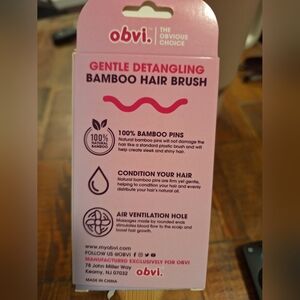 obvi.
THE
OBVIOUS
CHOICE
GENTLE DETANGLING
BAMBOO HAIR BRUSH
100%
NATURAL
BAMBOO
100% BAMBOO PINS
Natural bamboo pins will not damage the
hair like a standard plastic brush and will
help create sleek and shiny hair.
CONDITION YOUR HAIR
Natural bamboo pins are firm yet gentle,
helping to condition your hair and evenly
distribute your hair's natural oil.
AIR VENTILATION HOLE
Massages made by rounded ends
stimulates blood flow to the scalp and
boost hair growth.
www.myobvi.com
FOLLOW US @OBVI
MANUFACTURED EXCLUSIVELY FOR OBVI
78 John Miller Way
Kearny, NJ 07032
obvi.
MADE IN CHINA